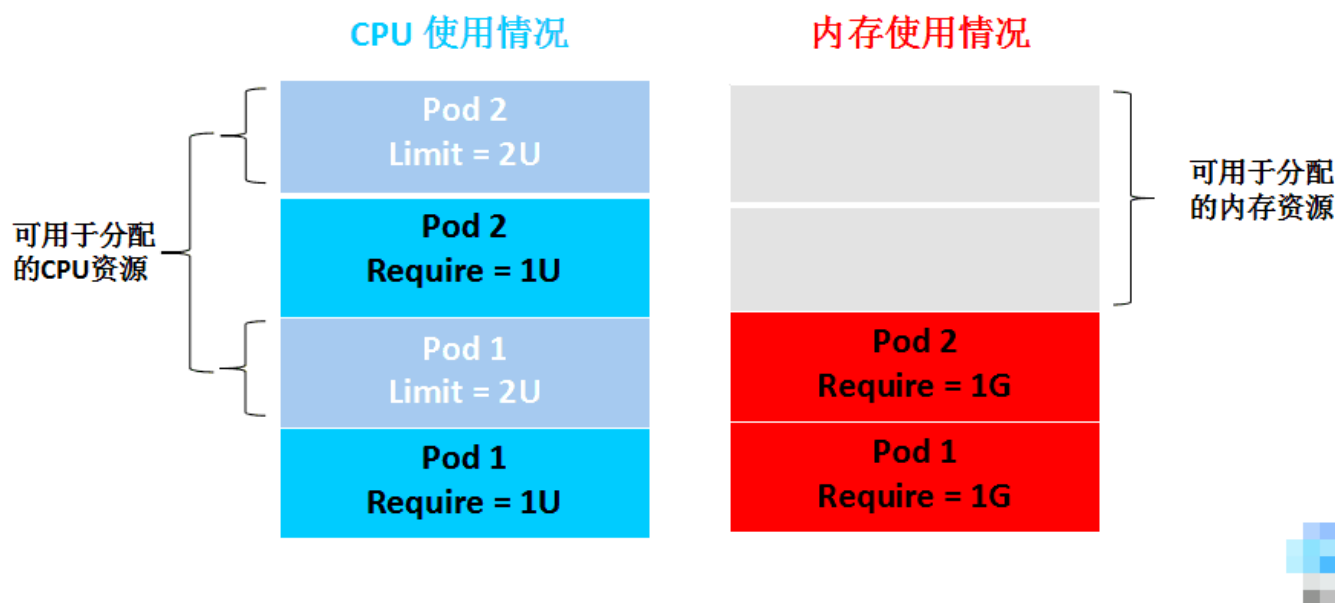 CPU 使用情况
内存使用情况
Pod 2
Limit = 2U
Pod 2
Require = 1U
Pod 1
Limit = 2U
Pod 1
Require = 1U
可用于分配
的CPU资源
Pod 2
Require = 1G
Pod 1
Require = 1G
可用于分配
的内存资源